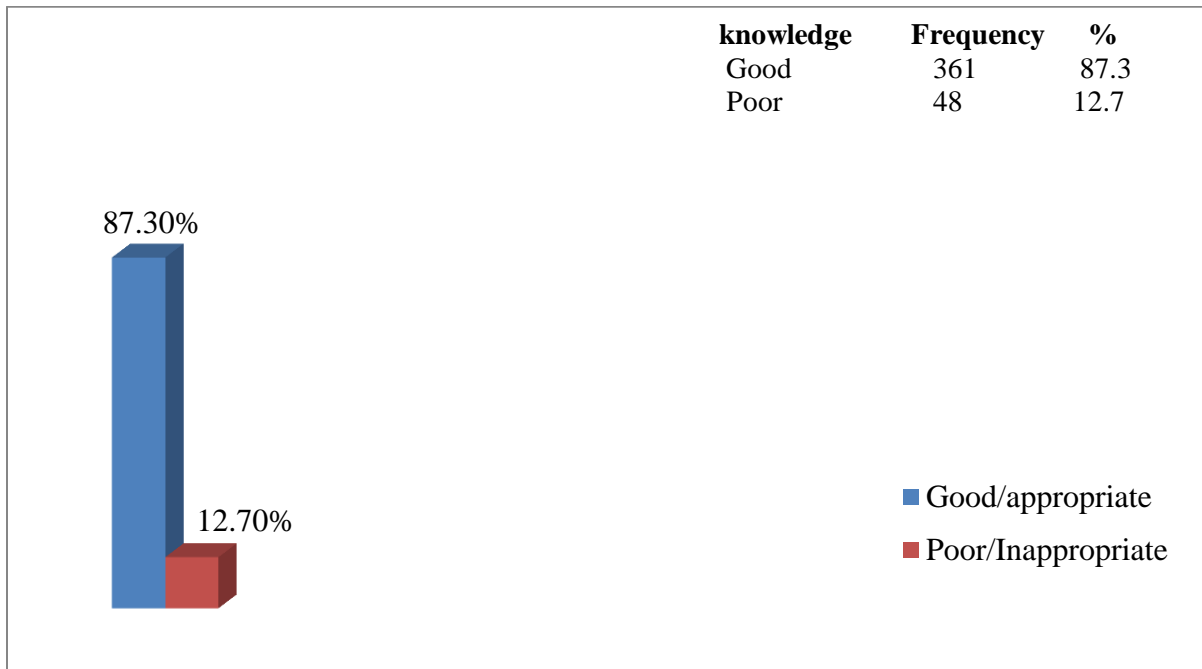 knowledge Frequency %
Good 361 87.3
Poor 48 12.7
87.30%
12.70%
Good/appropriate
Poor/Inappropriate